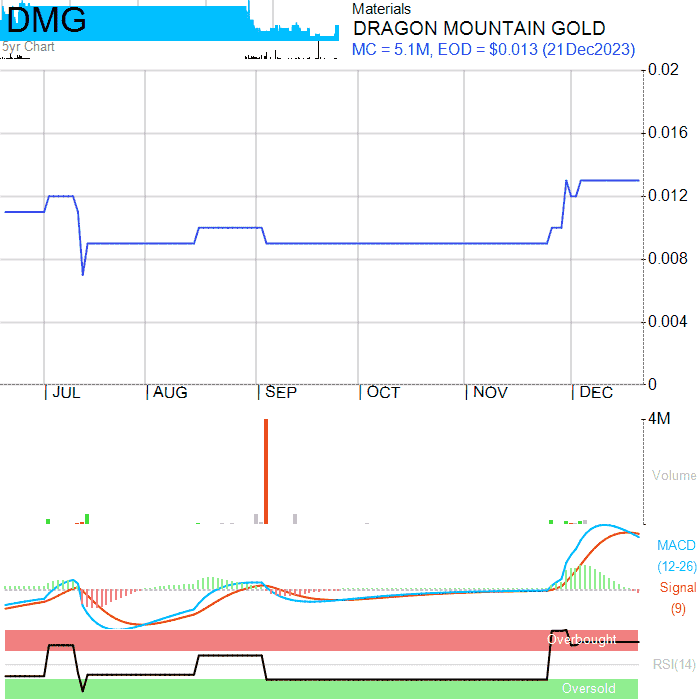 DMG
5yr Chart
Materials
DRAGON MOUNTAIN GOLD
MC = 5.1M, EOD = $0.013 (21Dec2023)
0.02
0.016
0.012
0.008
0.004
0
JUL AUG SEP OCT NOV DEC
4M
Volume
MACD
(12-26)
Signal
(9)
Overbought
RSI(14)
Oversold